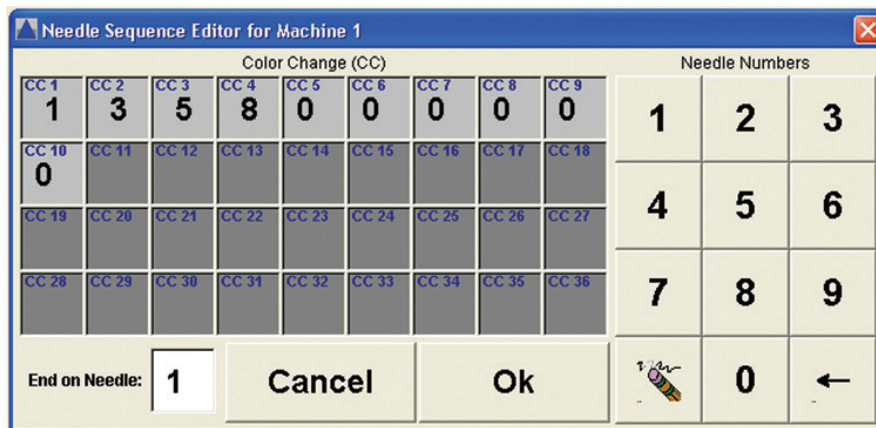 Needle Sequence Editor for Machine 1
Color Change (CC)
CC 1 CC 2 CC 3 CC 4 CC 5 CC 6 CC 7 CC 8 CC 9
1 3 5 8 0 0 0 0 0
CC 10 CC 11 CC 12 CC 13 CC 14 CC 15 CC 16 CC 17 CC 18
0
CC 19 CC 20 CC 21 CC 22 CC 23 CC 24 CC 25 CC 26 CC 27
CC 28 CC 29 CC 30 CC 31 CC 32 CC 33 CC 34 CC 35 CC 36
End on Needle: 1 Cancel Ok
Needle Numbers
1 2 3
4 5 6
7 8 9
0